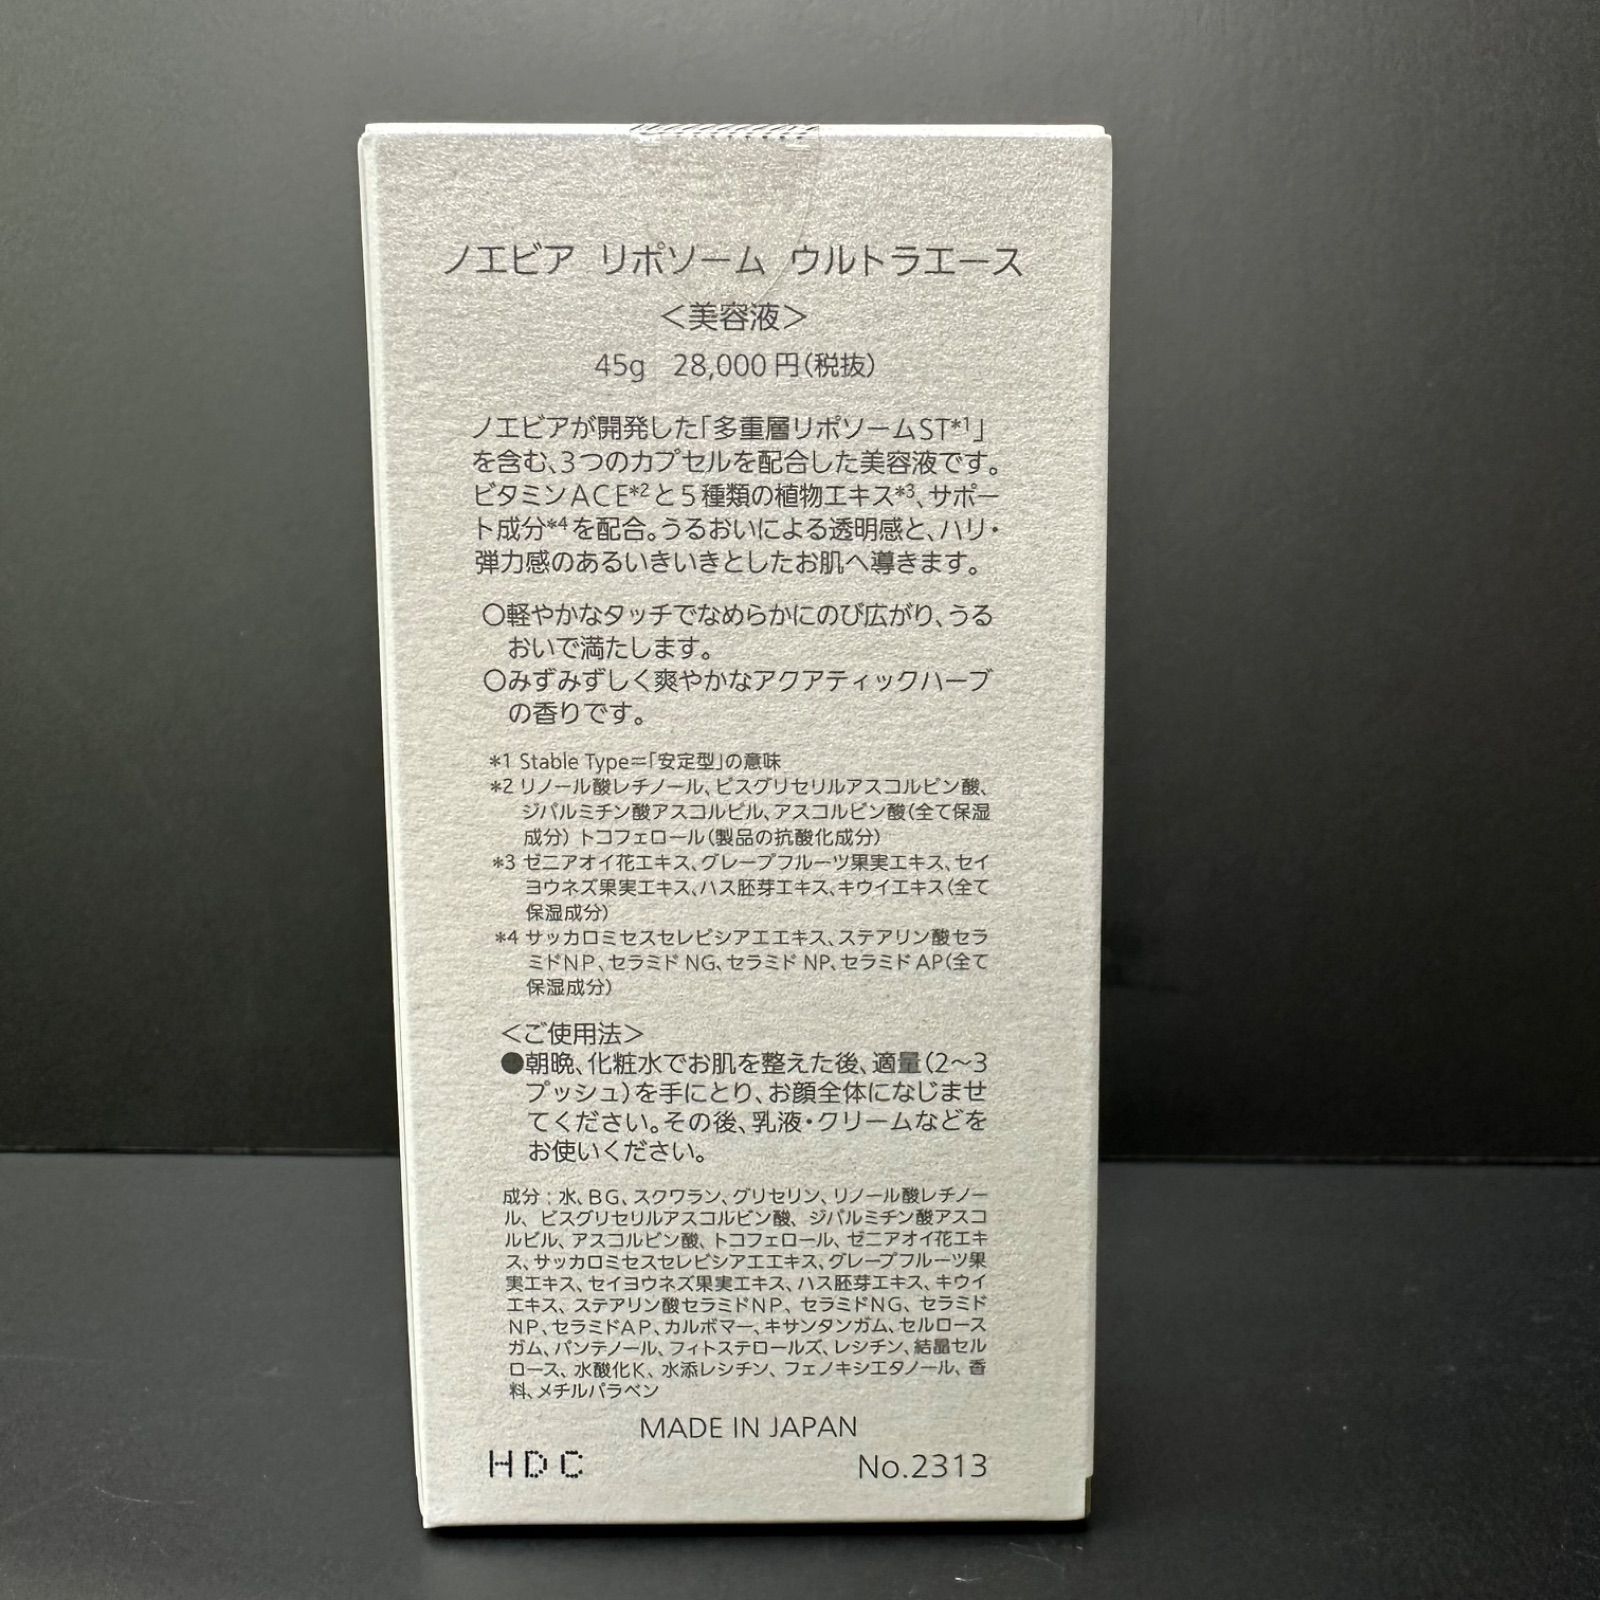 ノエビア リポソーム ウルトラエース
＜美容液＞
45g 28,000円(税抜)
ノエビアが開発した「多重層リポソームST*1」
を含む、3つのカプセルを配合した美容液です。
ビタミンACE*2と5種類の植物エキス*3、サポー
ト成分*4を配合。うるおいによる透明感と、ハリ・
弾力感のあるいきいきとしたお肌へ導きます。
○軽やかなタッチでなめらかにのび広がり、うる
おいで満たします。
○みずみずしく爽やかなアクアティックハーブ
の香りです。
*1 Stable Type=「安定型」の意味
*2 リノール酸レチノール、ビスグリセリルアスコルビン酸、
ジパルミチン酸アスコルビル、アスコルビン酸(全て保湿
成分) トコフェロール(製品の抗酸化成分)
*3 ゼニアオイ花エキス、グレープフルーツ果実エキス、セイ
ヨウネズ果実エキス、ハス胚芽エキス、キウイエキス(全て
保湿成分)
*4 サッカロミセスセレビシアエエキス、ステアリン酸セラ
ミドNP、セラミドNG、セラミドNP、セラミドAP(全て
保湿成分)
＜ご使用法＞
●朝晩、化粧水でお肌を整えた後、適量(2〜3
プッシュ)を手にとり、お顔全体になじませ
てください。その後、乳液・クリームなどを
お使いください。
成分:水、BG、スクワラン、グリセリン、リノール酸レチノー
ル、ビスグリセリルアスコルビン酸、ジパルミチン酸アスコ
ルビル、アスコルビン酸、トコフェロール、ゼニアオイ花エキ
ス、サッカロミセスセレビシアエエキス、グレープフルーツ果
実エキス、セイヨウネズ果実エキス、ハス胚芽エキス、キウイ
エキス、ステアリン酸セラミドNP、セラミドNG、セラミド
NP、セラミドAP、カルボマー、キサンタンガム、セルロース
ガム、パンテノール、フィトステロールズ、レシチン、結晶セル
ロース、水酸化K、水添レシチン、フェノキシエタノール、香
料、メチルパラベン
MADE IN JAPAN
HDC No.2313